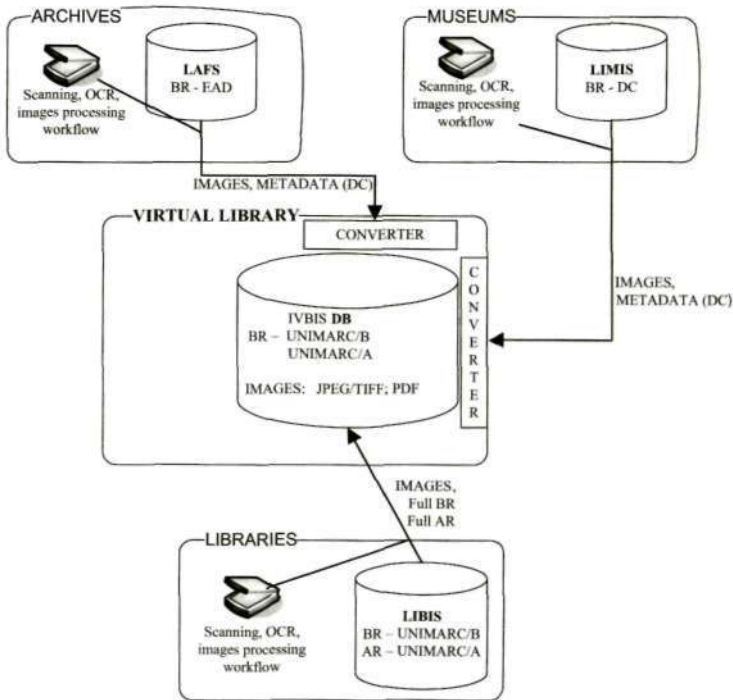 ARCHIVES
LAFS
BR - EAD
Scanning, OCR,
images processing
workflow
MUSEUMS
LIMIS
BR - DC
Scanning, OCR,
images processing
workflow
IMAGES, METADATA (DC)
VIRTUAL LIBRARY
CONVERTER
CONVERTER
IVBIS DB
BR – UNIMARC/B
UNIMARC/A
IMAGES: JPEG/TIFF; PDF
IMAGES,
METADATA (DC)
IMAGES,
Full BR
Full AR
LIBRARIES
Scanning, OCR,
images processing
workflow
LIBIS
BR – UNIMARC/B
AR – UNIMARC/A